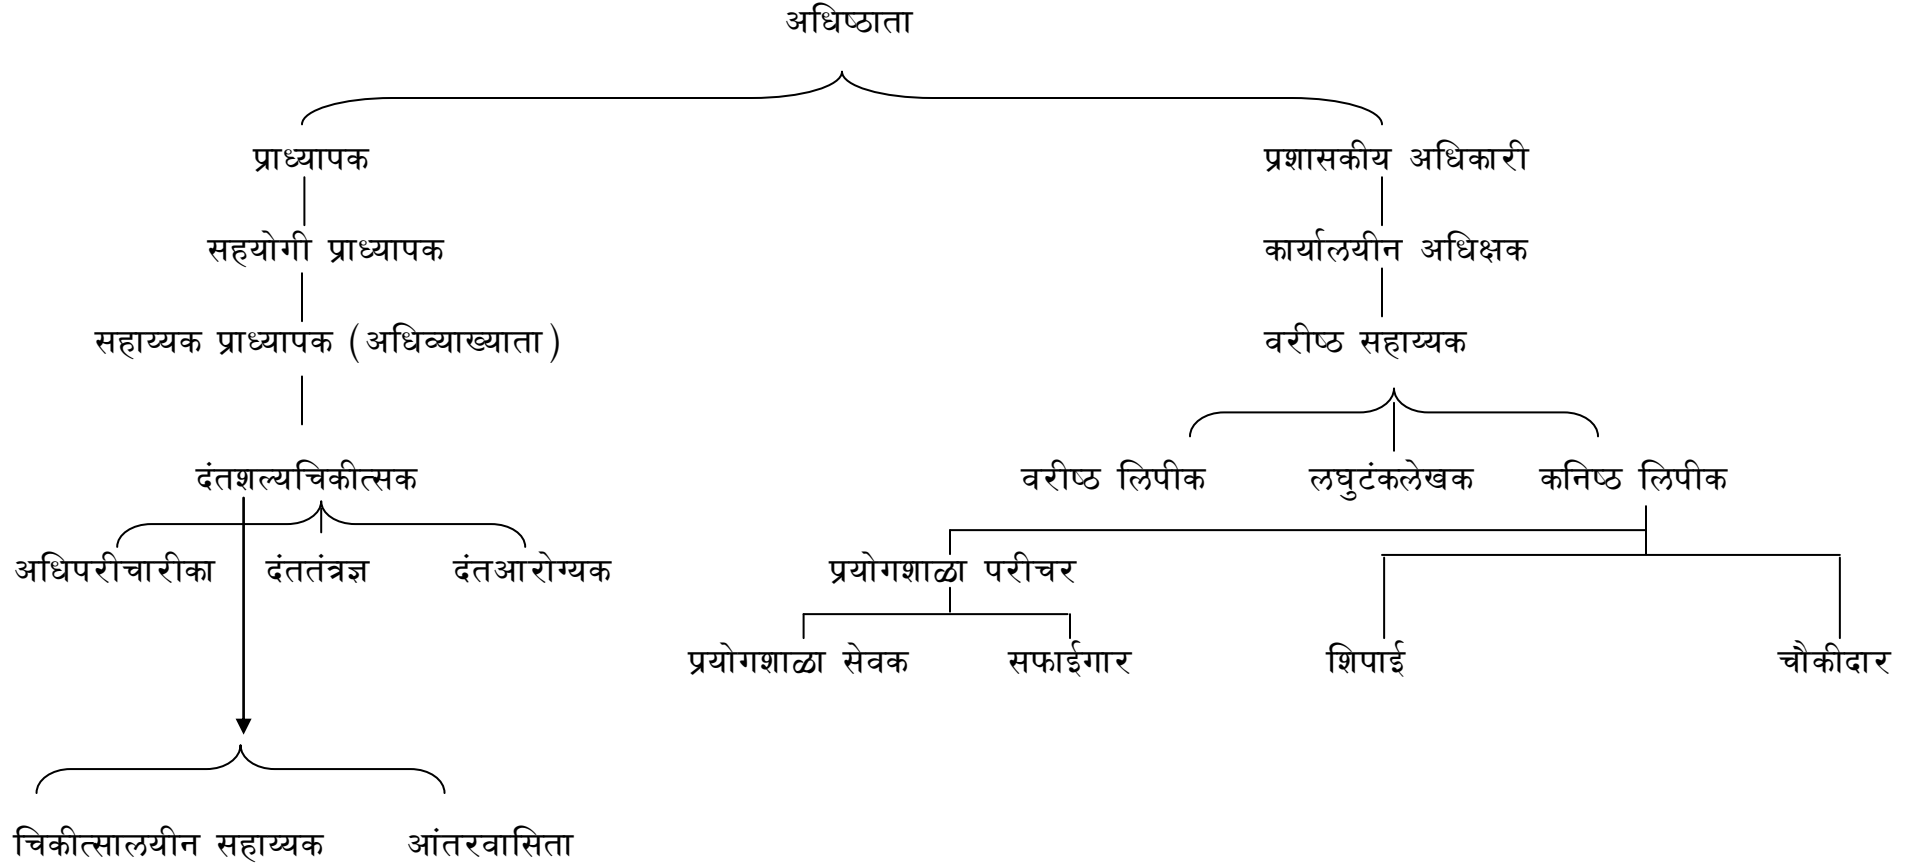 अधिष्ठाता
प्राध्यापक प्रशासकीय अधिकारी
सहयोगी प्राध्यापक कार्यालयीन अधिक्षक
सहाय्यक प्राध्यापक (अधिव्याख्याता) वरीष्ठ सहाय्यक
दंतशल्यचिकीत्सक वरीष्ठ लिपीक लघुटंकलेखक कनिष्ठ लिपीक
अधिपरीचारीका दंततंत्रज्ञ दंतआरोग्यक प्रयोगशाळा परीचर
प्रयोगशाळा सेवक सफाईगार शिपाई चौकीदार
चिकीत्सालयीन सहाय्यक आंतरवासिता